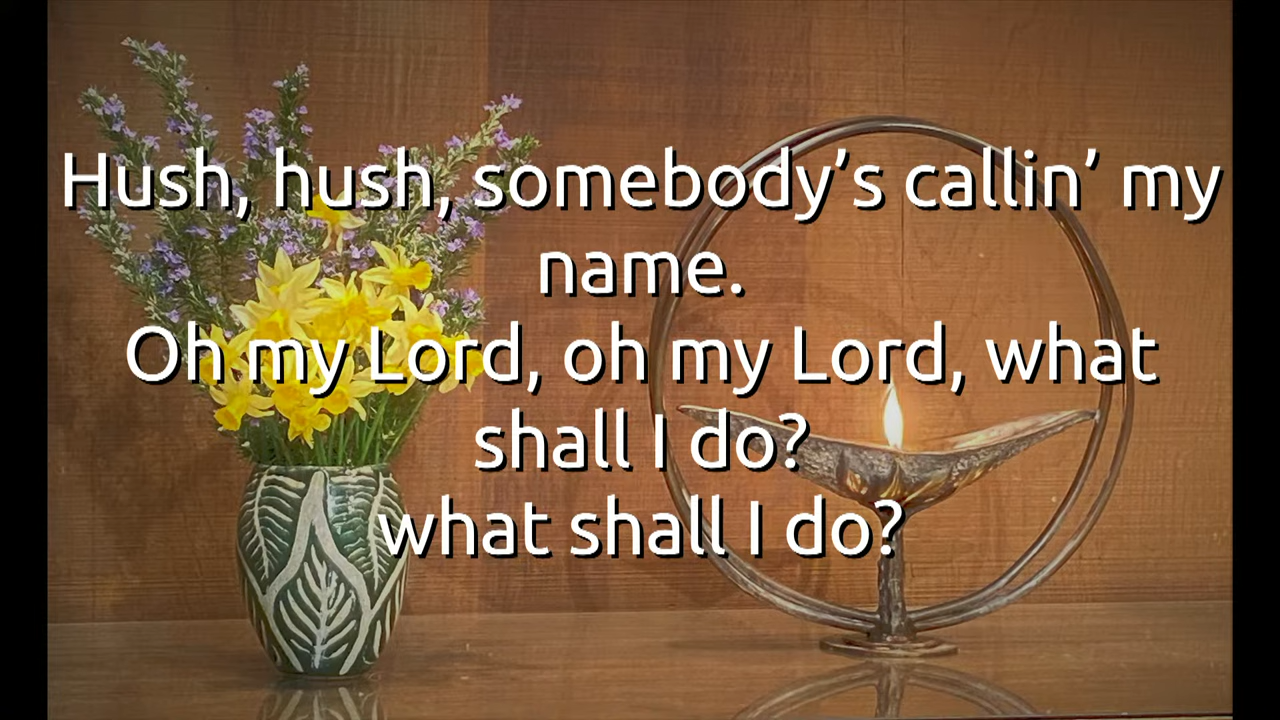 Hush, hush, somebody’s callin’ my
name.
Oh my Lord, oh my Lord, what
shall I do?
what shall I do?